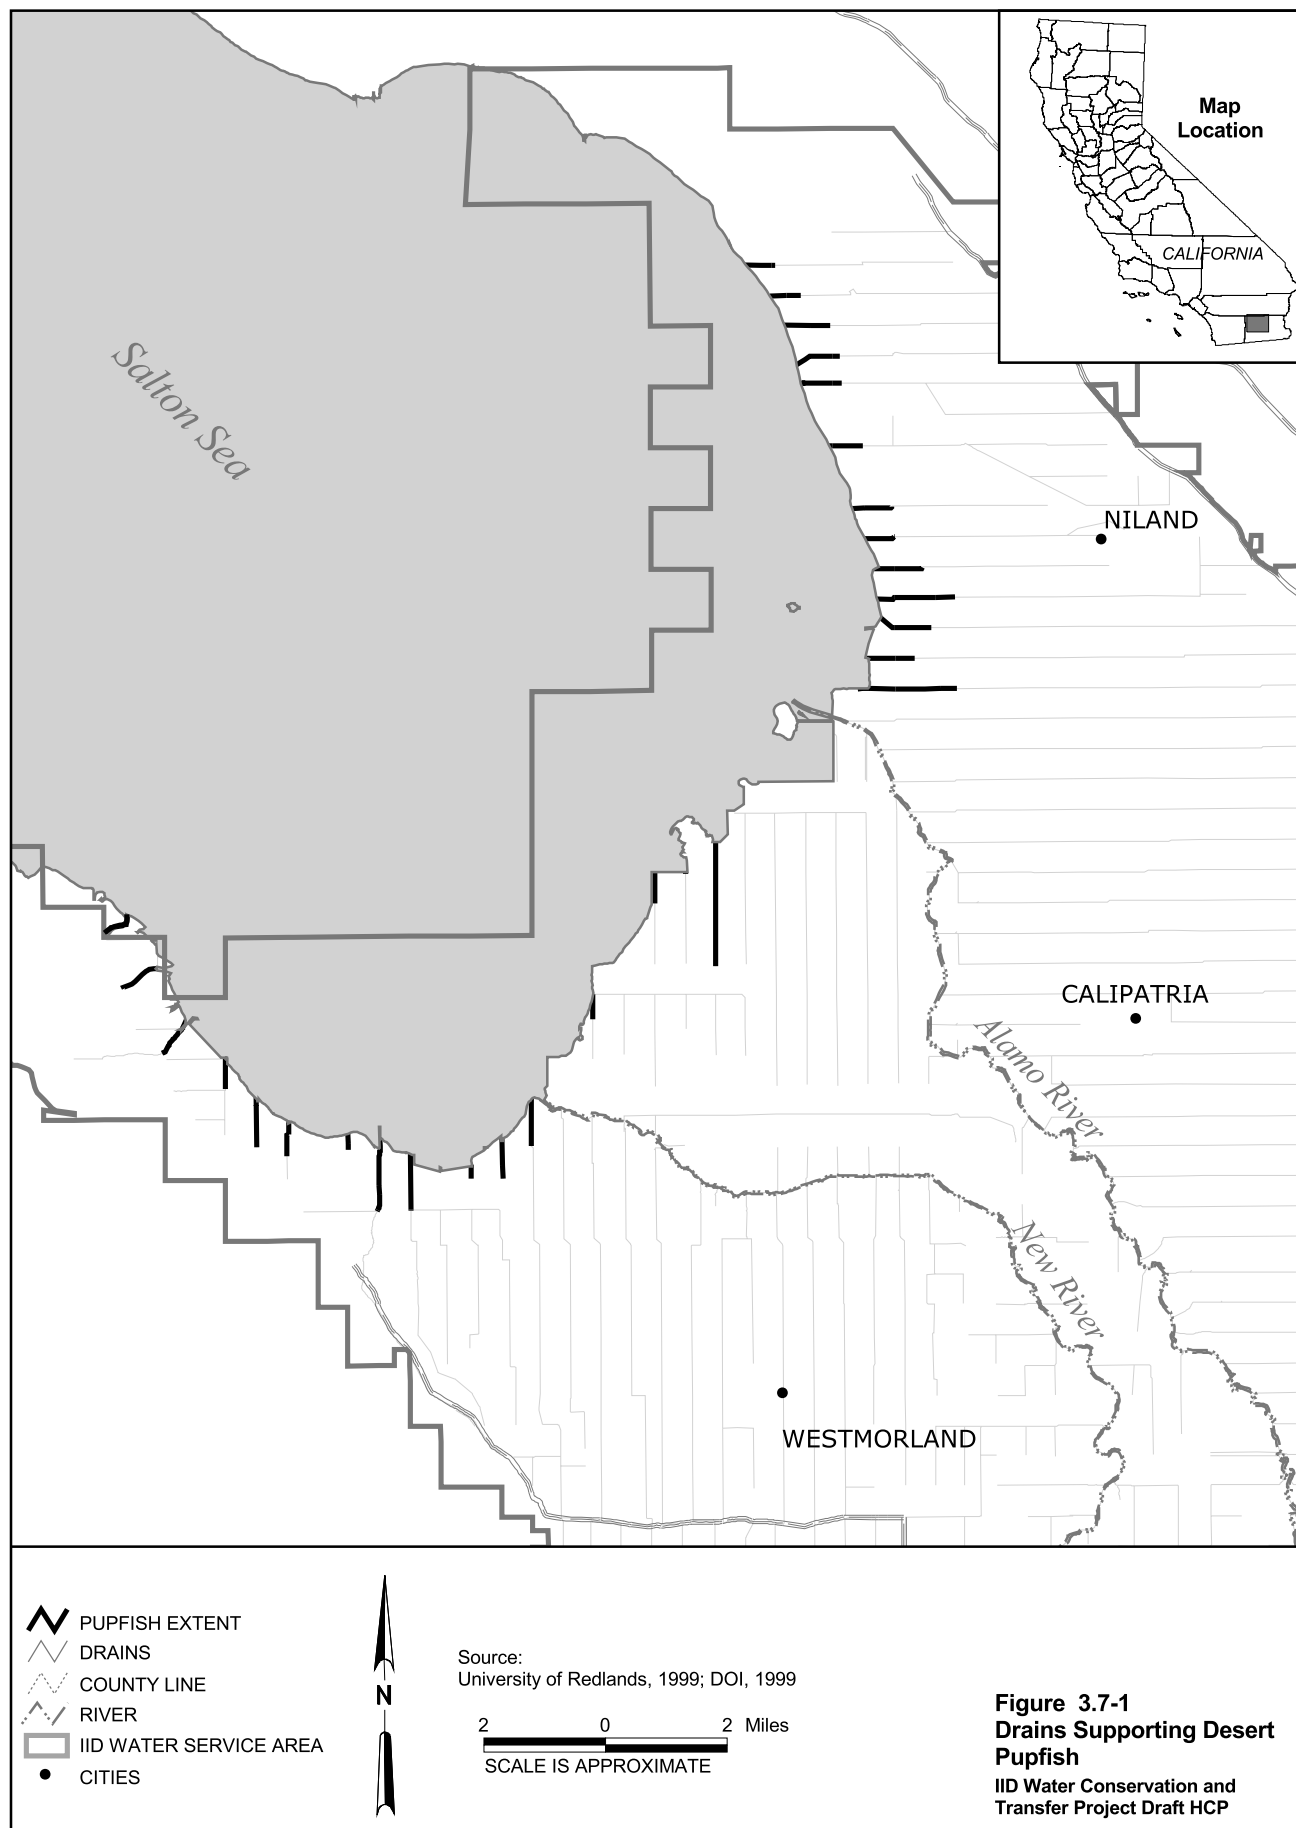 Map
Location
CALIFORNIA
Salton Sea
NILAND
CALIPATRIA
Alamo River
New River
WESTMORLAND
PUPFISH EXTENT
DRAINS
COUNTY LINE
RIVER
IID WATER SERVICE AREA
CITIES
N
Source:
University of Redlands, 1999; DOI, 1999
2 0 2 Miles
SCALE IS APPROXIMATE
Figure 3.7-1
Drains Supporting Desert
Pupfish
IID Water Conservation and
Transfer Project Draft HCP